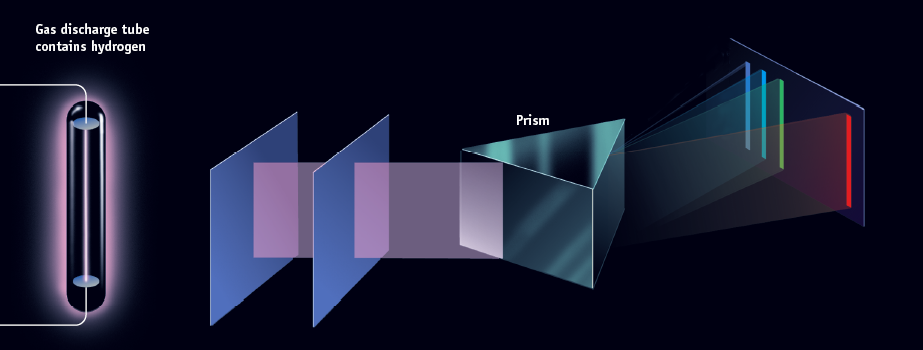 Gas discharge tube
contains hydrogen
Prism